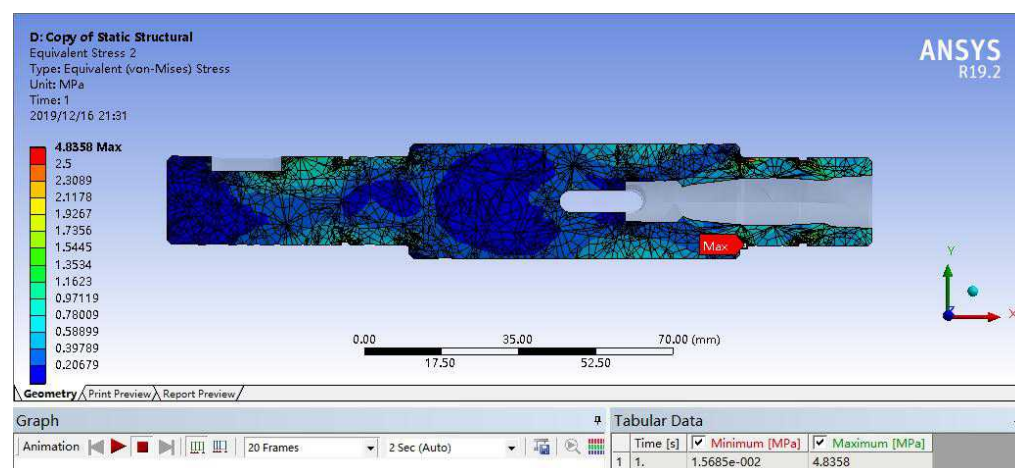 D: Copy of Static Structural
Equivalent Stress 2
Type: Equivalent (von-Mises) Stress
Unit: MPa
Time: 1
2019/12/16 21:31
ANSYS
R19.2
4.8358 Max
2.5
2.3089
2.1178
1.9267
1.7356
1.5445
1.3534
1.1623
0.97119
0.78009
0.58899
0.39789
0.20679
Max
Y
X
0.00 35.00 70.00 (mm)
17.50 52.50
Geometry Print Preview Report Preview
Graph
Animation 20 Frames 2 Sec (Auto)
Tabular Data
Time [s] Minimum [MPa] Maximum [MPa]
1 1. 1.5685e-002 4.8358